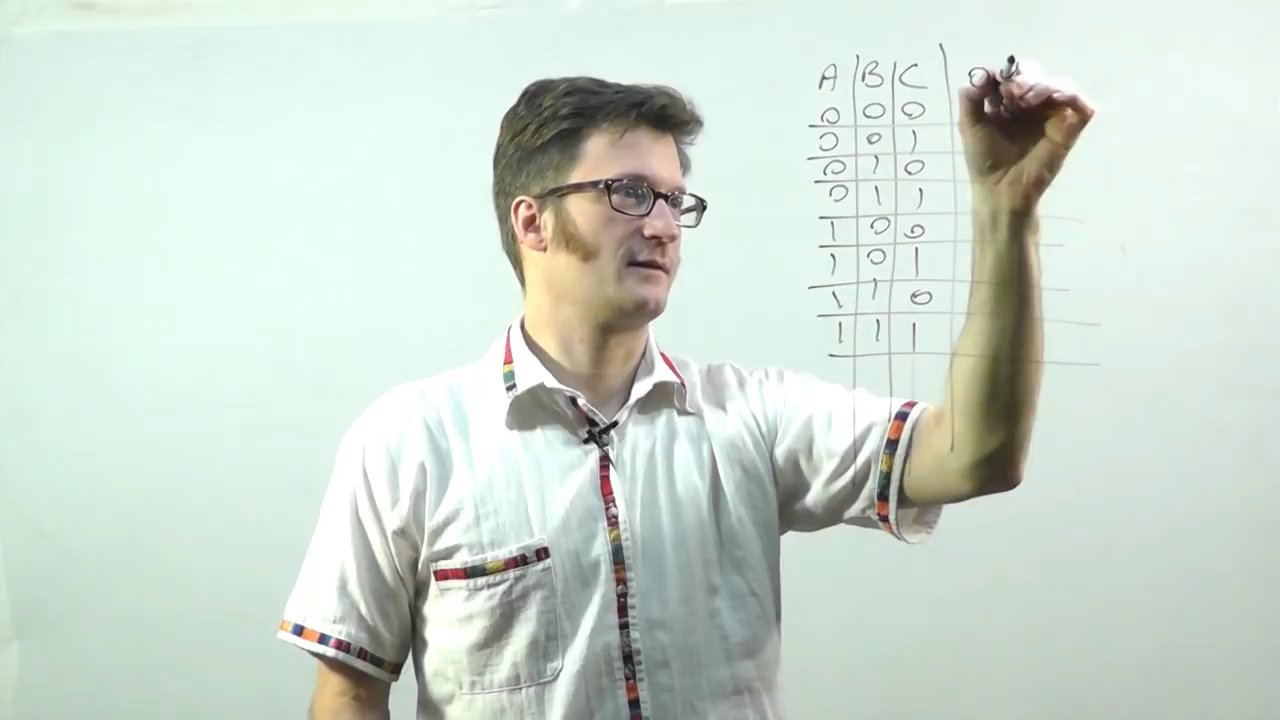 A B C O
0 0 0
0 0 1
0 1 0
0 1 1
1 0 0
1 0 1
1 1 0
1 1 1